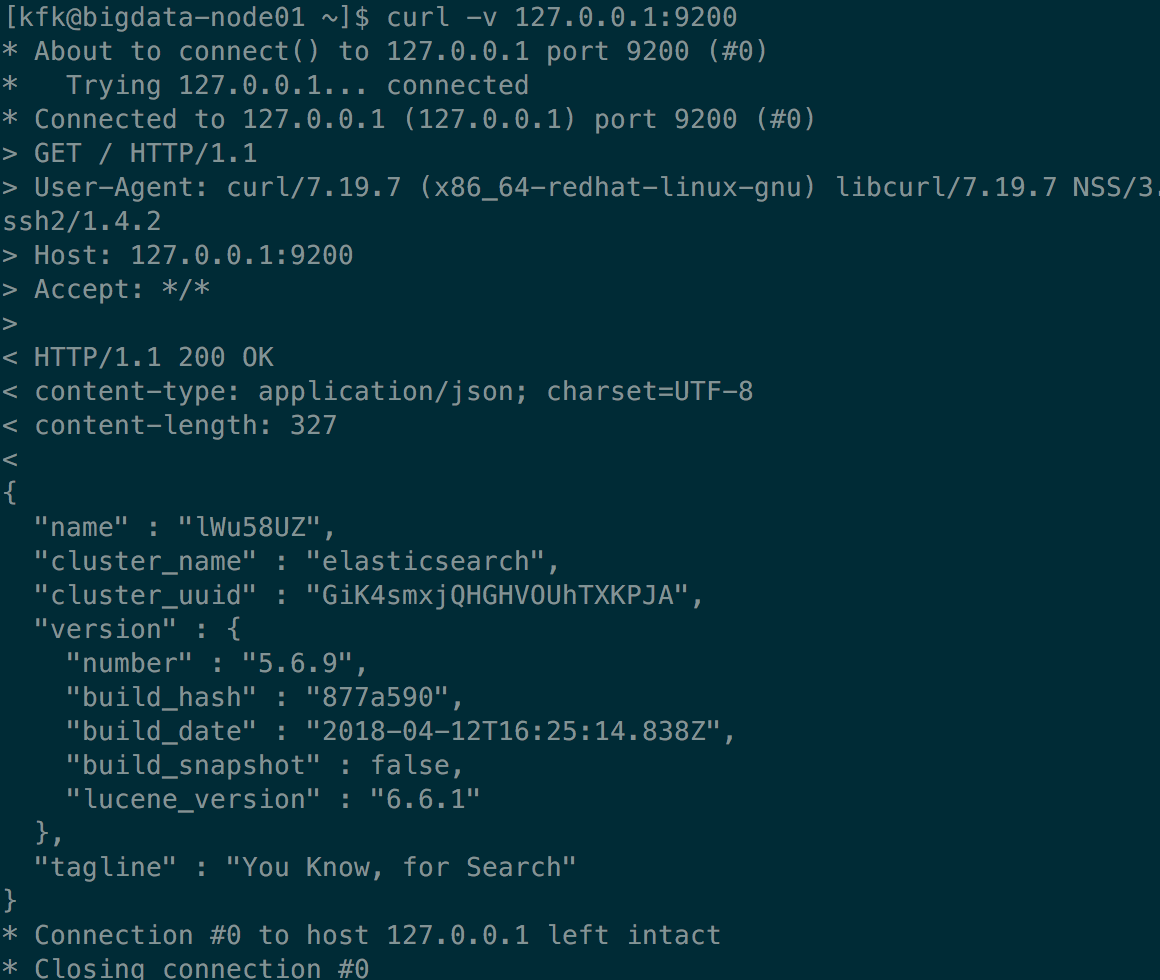 [kfk@bigdata-node01 ~]$ curl -v 127.0.0.1:9200
* About to connect() to 127.0.0.1 port 9200 (#0)
*   Trying 127.0.0.1... connected
* Connected to 127.0.0.1 (127.0.0.1) port 9200 (#0)
> GET / HTTP/1.1
> User-Agent: curl/7.19.7 (x86_64-redhat-linux-gnu) libcurl/7.19.7 NSS/3.
ssh2/1.4.2
> Host: 127.0.0.1:9200
> Accept: */*
>
< HTTP/1.1 200 OK
< content-type: application/json; charset=UTF-8
< content-length: 327
<
{
  "name" : "lWu58UZ",
  "cluster_name" : "elasticsearch",
  "cluster_uuid" : "GiK4smxjQHGHVOUhTXKPJA",
  "version" : {
    "number" : "5.6.9",
    "build_hash" : "877a590",
    "build_date" : "2018-04-12T16:25:14.838Z",
    "build_snapshot" : false,
    "lucene_version" : "6.6.1"
  },
  "tagline" : "You Know, for Search"
}
* Connection #0 to host 127.0.0.1 left intact
* Closing connection #0